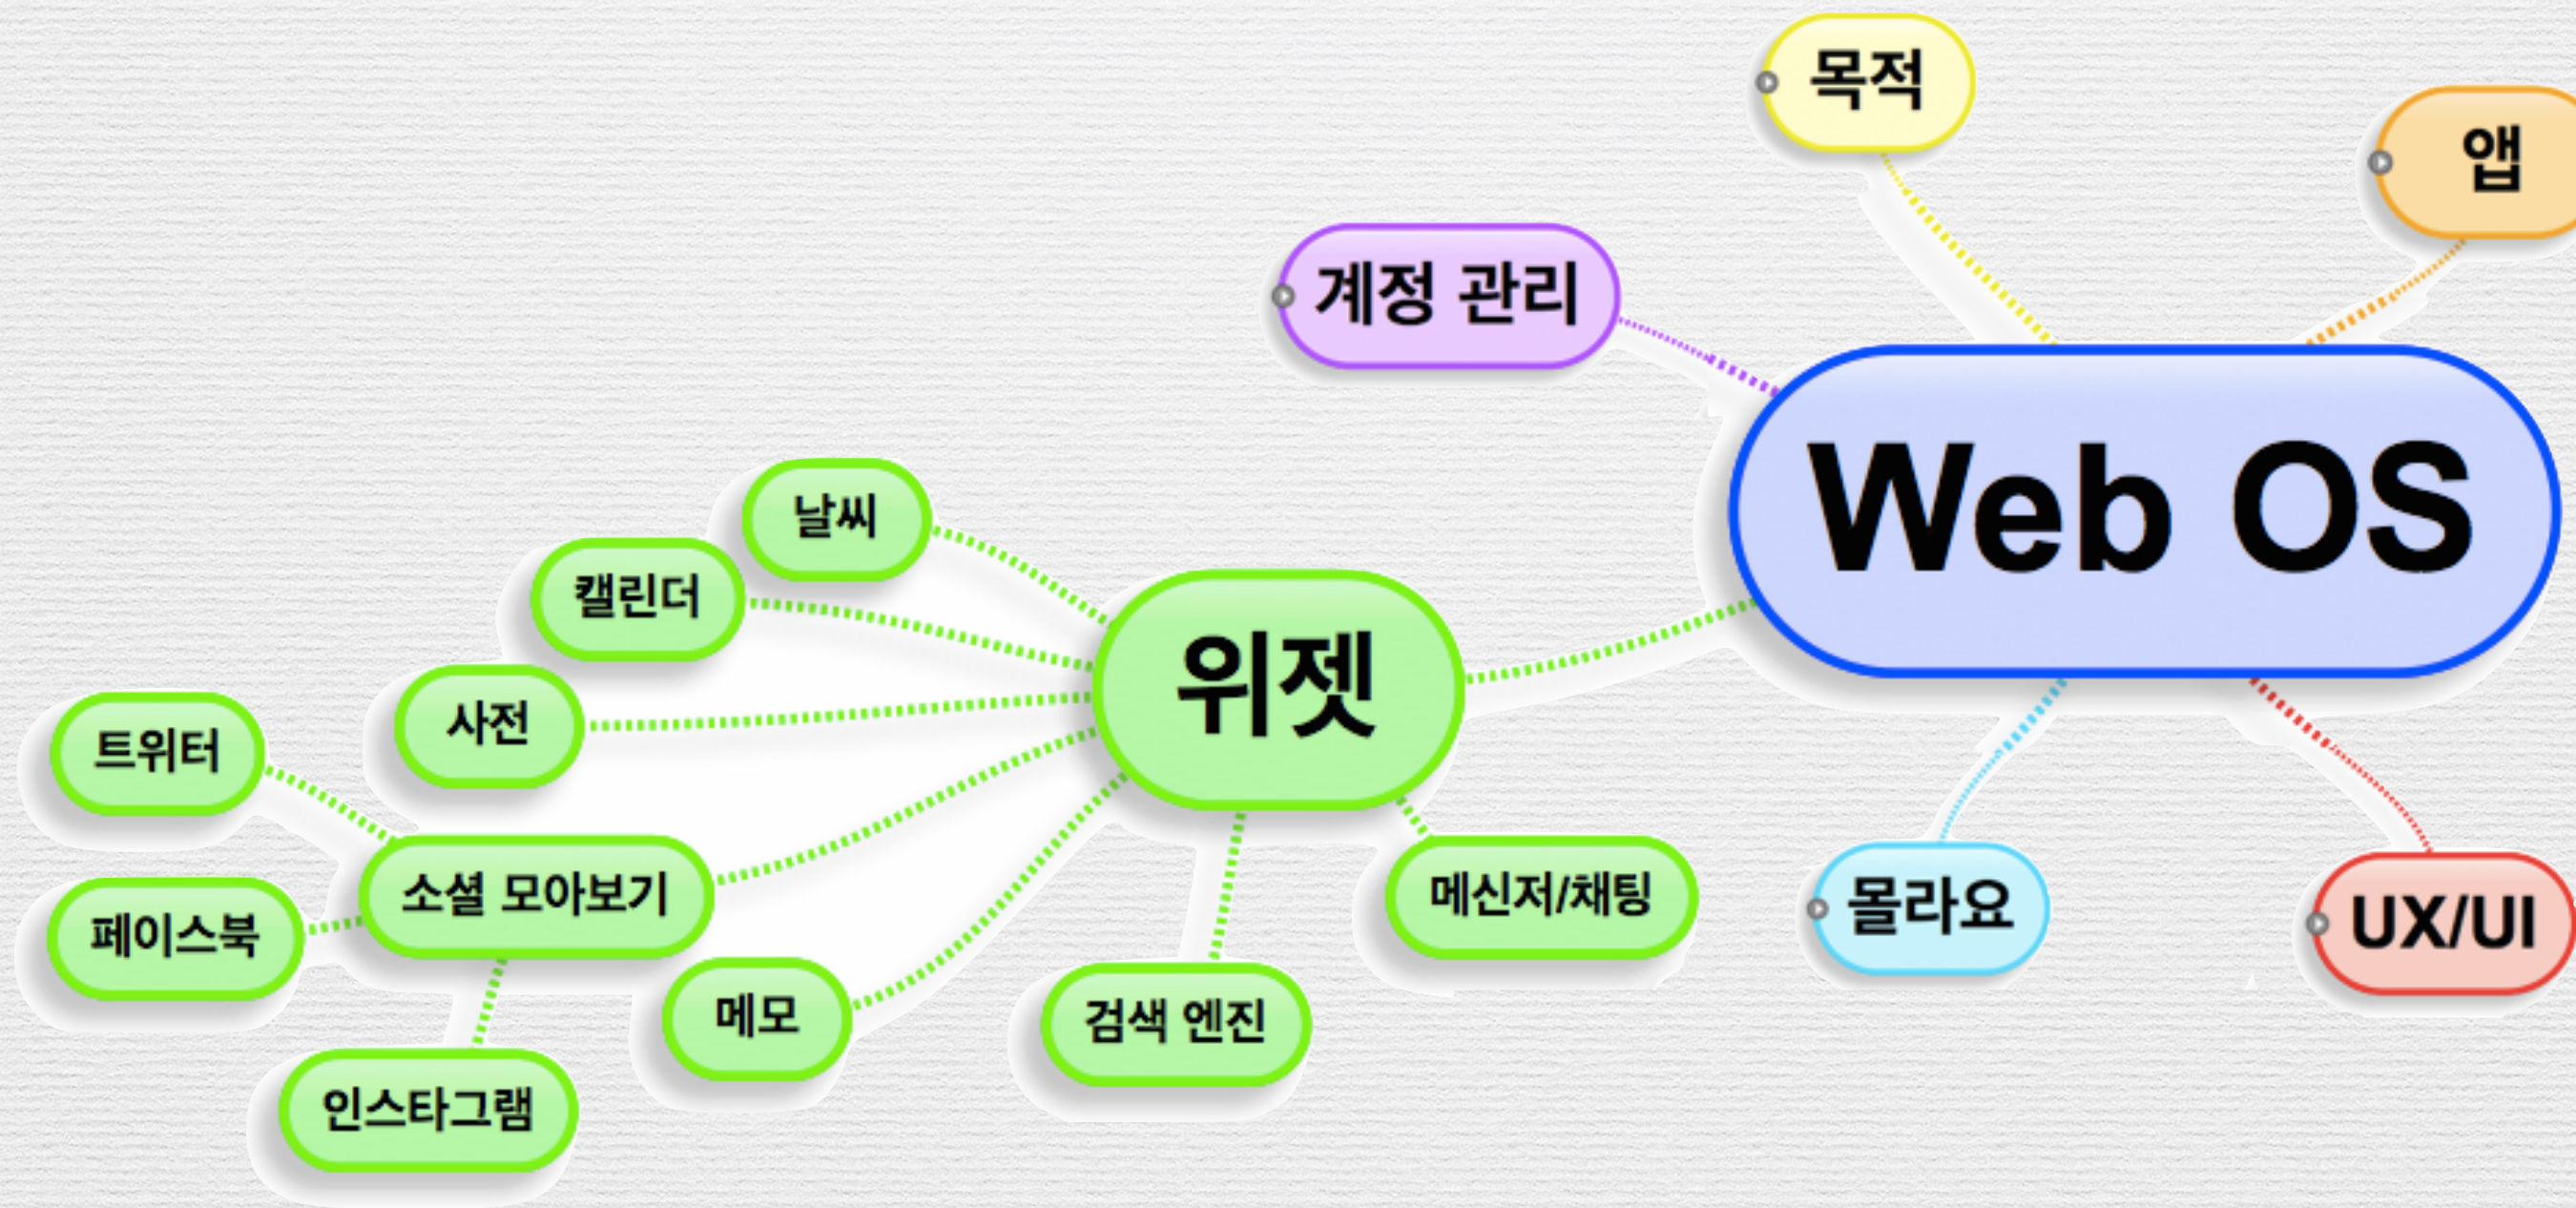 목적
앱
계정 관리
Web OS
날씨
캘린더
위젯
사전
트위터
소셜 모아보기
페이스북
메신저/채팅
몰라요
UX/UI
메모
검색 엔진
인스타그램